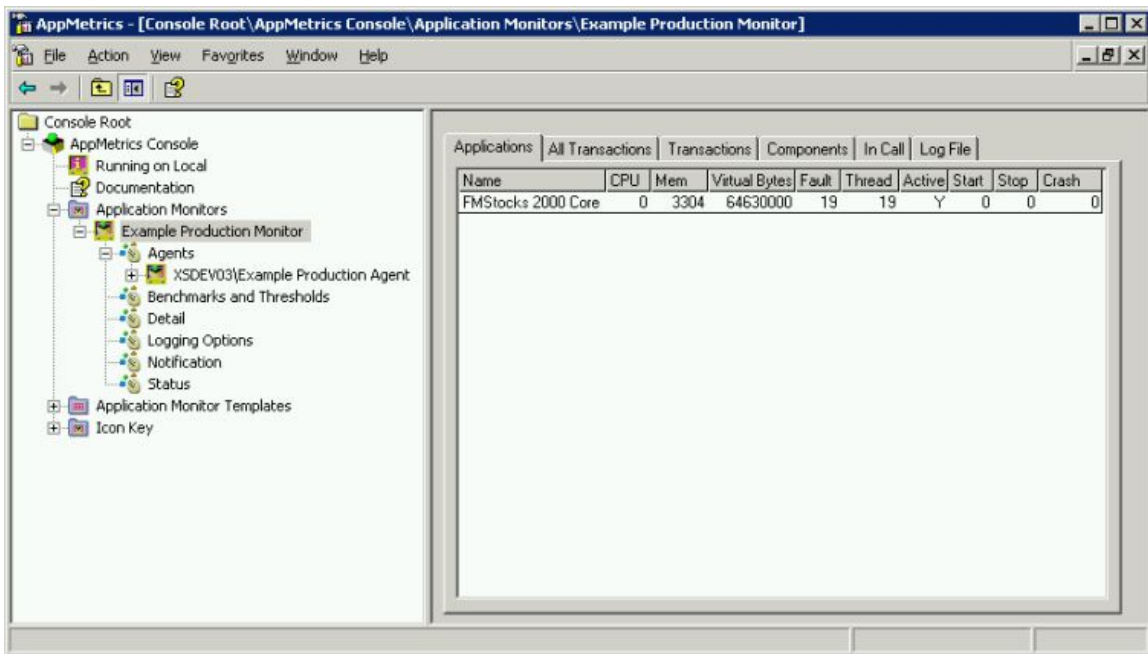 AppMetrics - [Console Root\AppMetrics Console\Application Monitors\Example Production Monitor]
File Action View Favorites Window Help
Console Root
AppMetrics Console
Running on Local
Documentation
Application Monitors
Example Production Monitor
Agents
XSDEV03\Example Production Agent
Benchmarks and Thresholds
Detail
Logging Options
Notification
Status
Application Monitor Templates
Icon Key
Applications All Transactions Transactions Components In Call Log File
Name CPU Mem Virtual Bytes Fault Thread Active Start Stop Crash
FMStocks 2000 Core 0 3304 64630000 19 19 Y 0 0 0